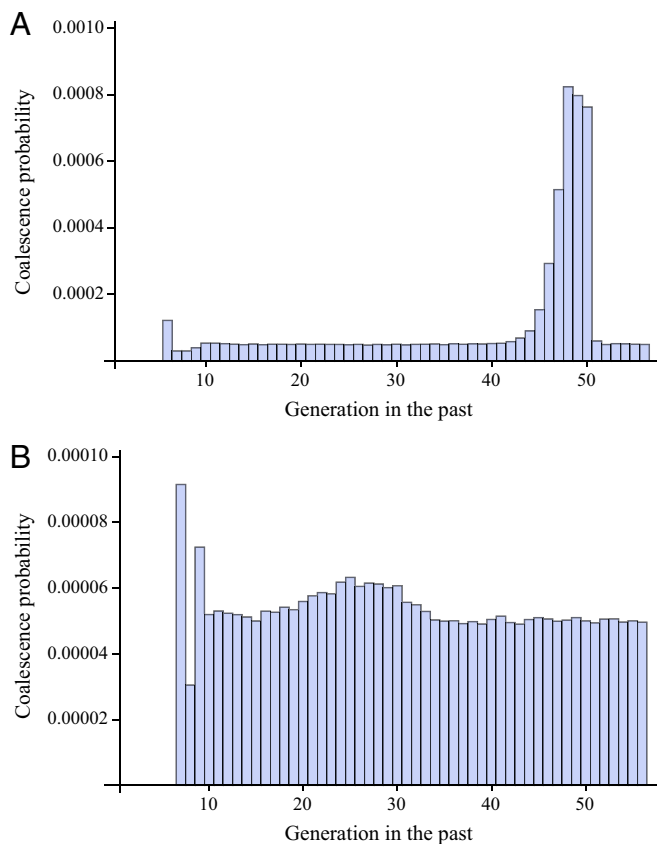 A
0.0010
0.0008
0.0006
0.0004
0.0002
Coalescence probability
10 20 30 40 50
Generation in the past
B
0.00010
0.00008
0.00006
0.00004
0.00002
Coalescence probability
10 20 30 40 50
Generation in the past